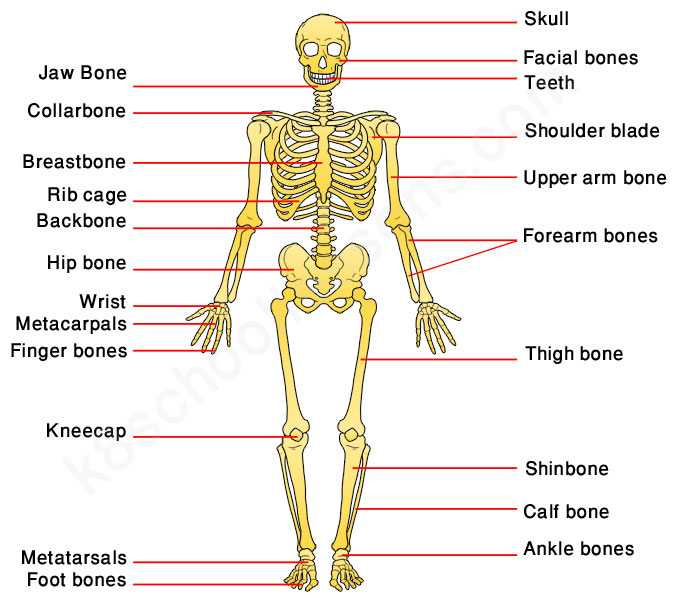 Skull
Facial bones
Teeth
Jaw Bone
Collarbone
Shoulder blade
Breastbone
Upper arm bone
Rib cage
Backbone
Forearm bones
Hip bone
Wrist
Metacarpals
Finger bones
Thigh bone
Kneecap
Shinbone
Calf bone
Ankle bones
Metatarsals
Foot bones